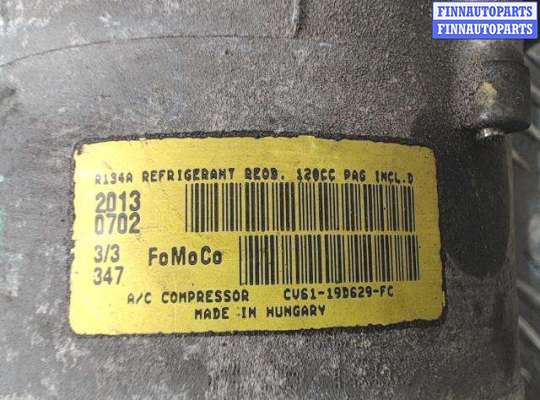 FINNAUTOPARTS
FINNAUTOPARTS
R134A REFRIGERANT REOD. 120CC PAG INCL.D
2013
0702
3/3 FoMoCo
347
A/C COMPRESSOR CV61-19D629-FC
MADE IN HUNGARY